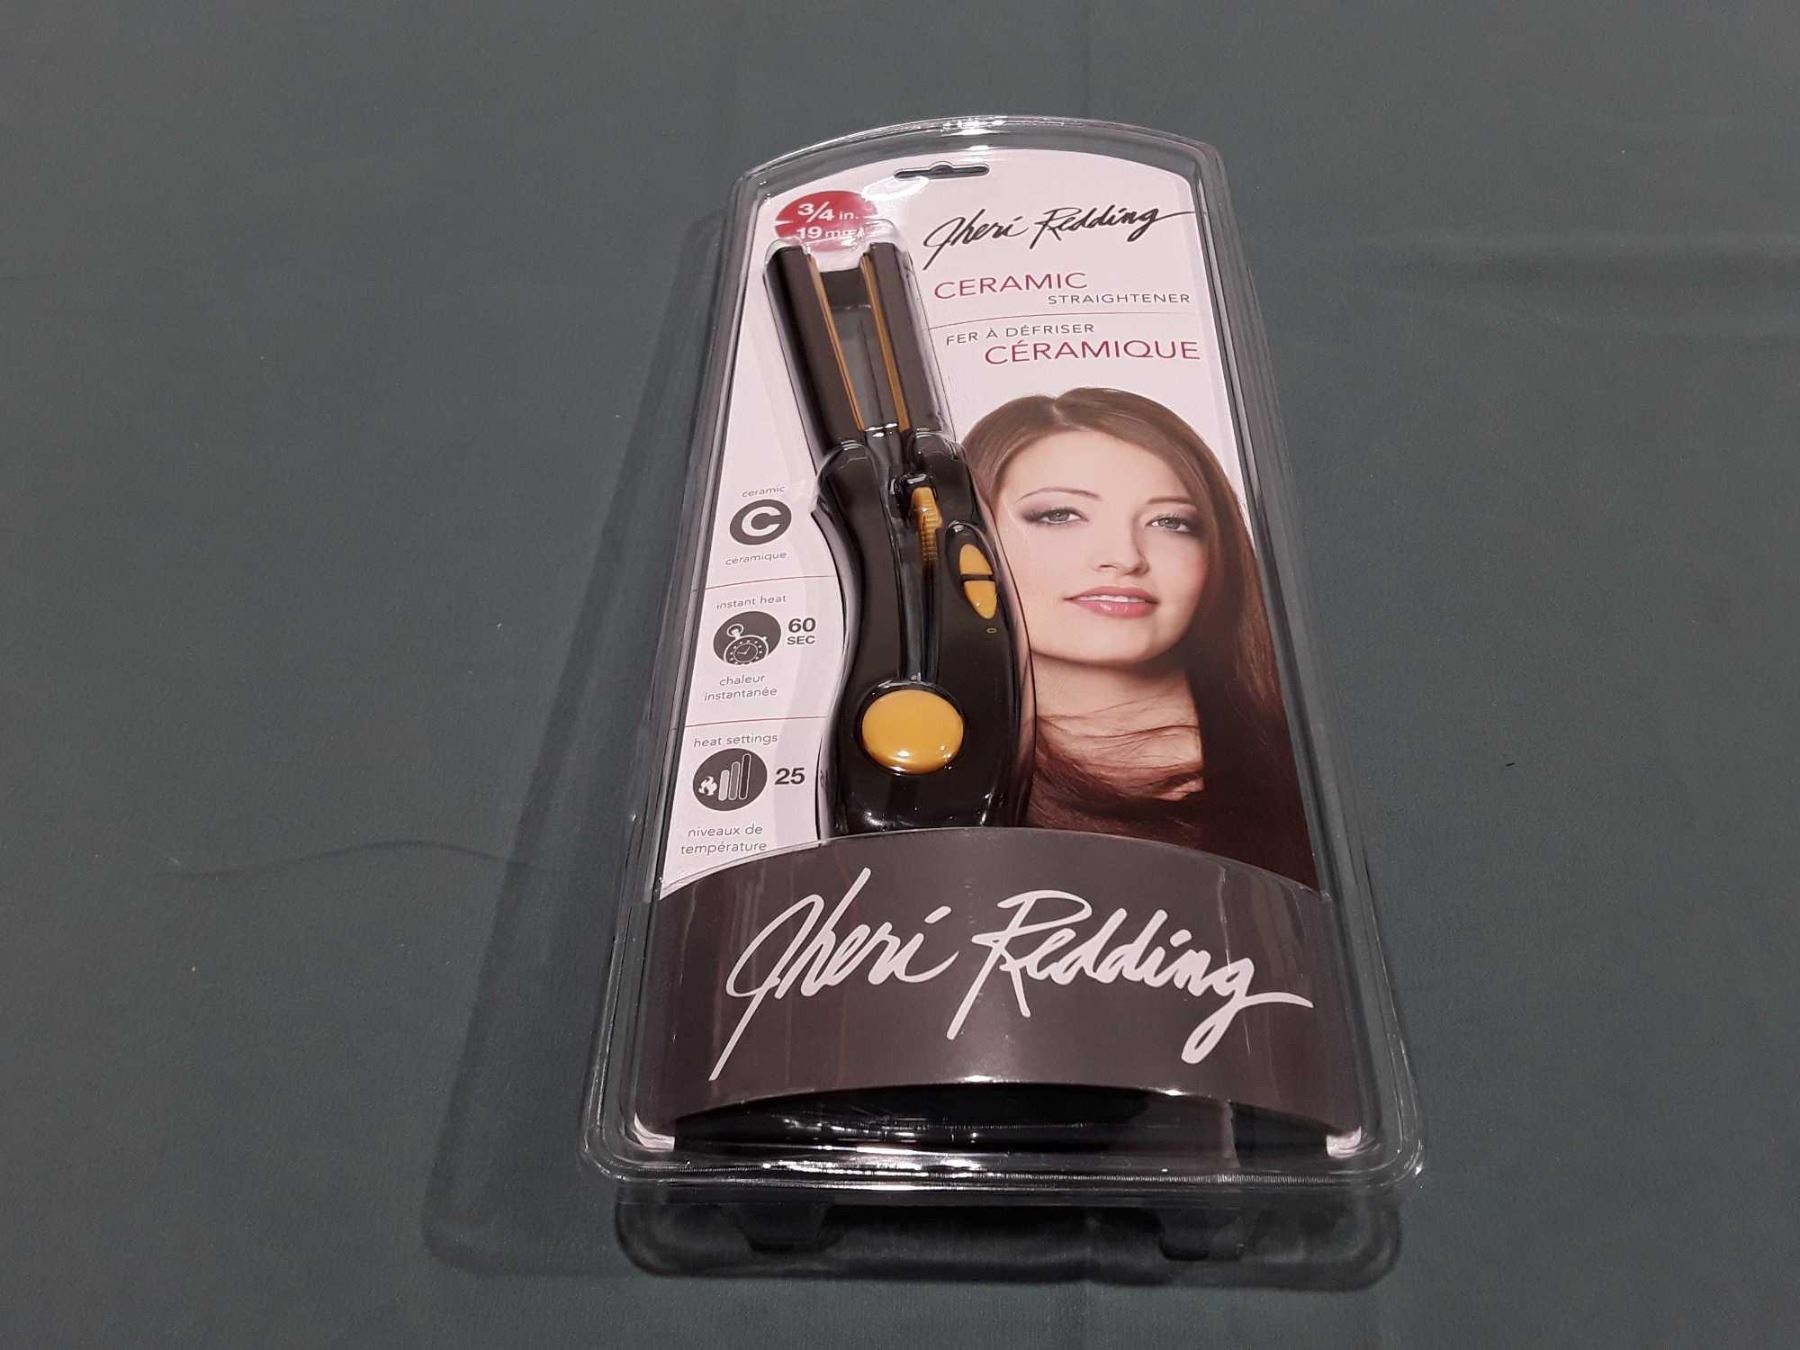 3/4 in.
19 mm
Jheri Redding
CERAMIC
STRAIGHTENER
FER À DÉFRISER
CÉRAMIQUE
ceramic
C
céramique
instant heat
60
SEC
chaleur
instantanée
heat settings
25
niveaux de
température
Jheri Redding